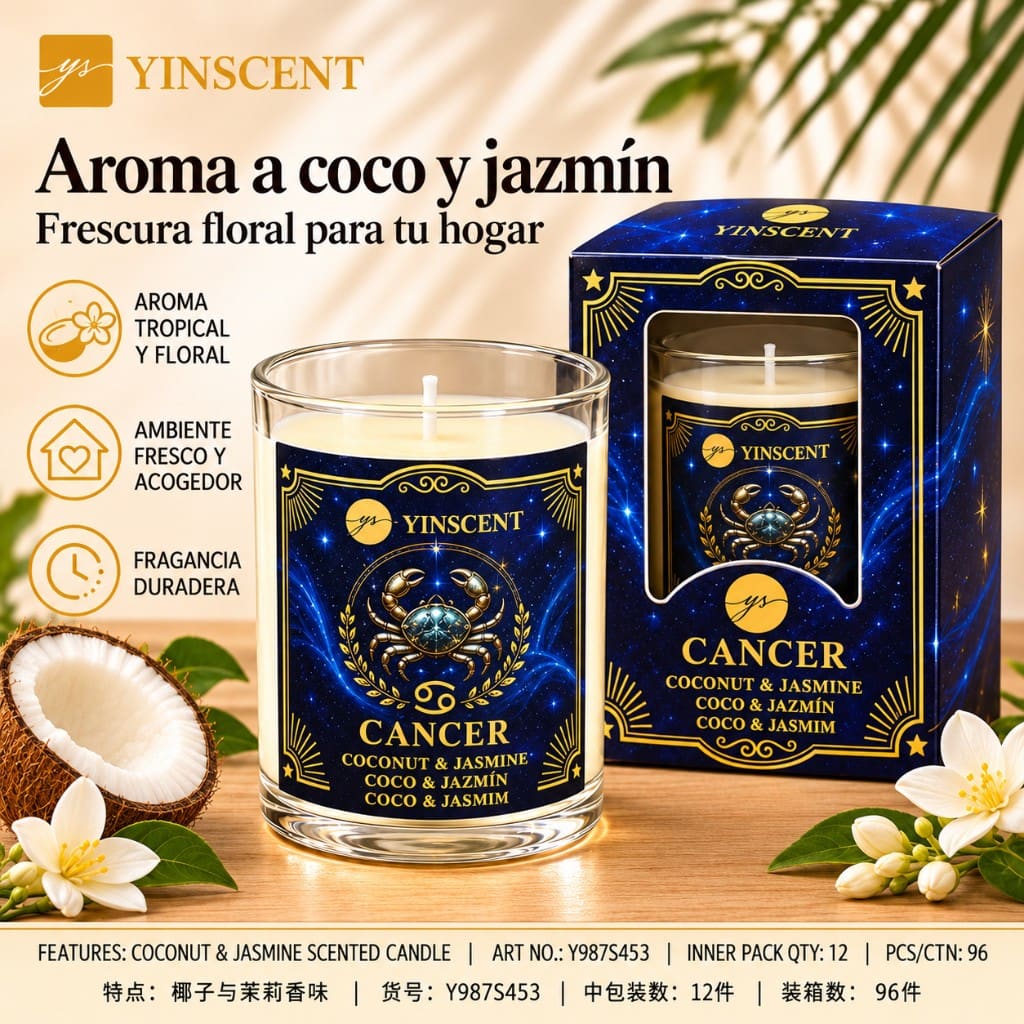 ys YINSCENT
Aroma a coco y jazmín
Frescura floral para tu hogar
AROMA
TROPICAL
Y FLORAL
AMBIENTE
FRESCO Y
ACOGEDOR
FRAGANCIA
DURADERA
ys YINSCENT
CANCER
COCONUT & JASMINE
COCO & JAZMÍN
COCO & JASMIM
ys
YINSCENT
ys YINSCENT
ys
CANCER
COCONUT & JASMINE
COCO & JAZMÍN
COCO & JASMIM
FEATURES: COCONUT & JASMINE SCENTED CANDLE | ART NO.: Y987S453 | INNER PACK QTY: 12 | PCS/CTN: 96
特点: 椰子与茉莉香味 | 货号: Y987S453 | 中包装数: 12件 | 装箱数: 96件